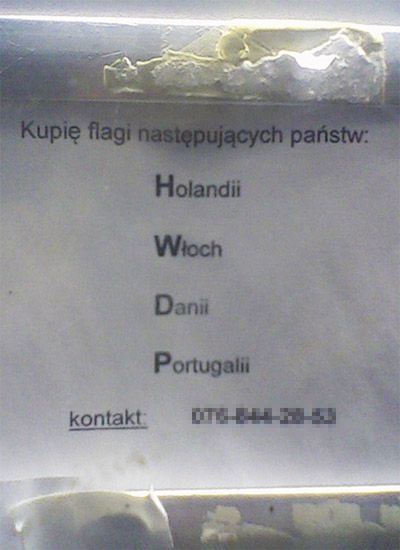 Kupię flagi następujących państw:
Holandii
Włoch
Danii
Portugalii
kontakt: